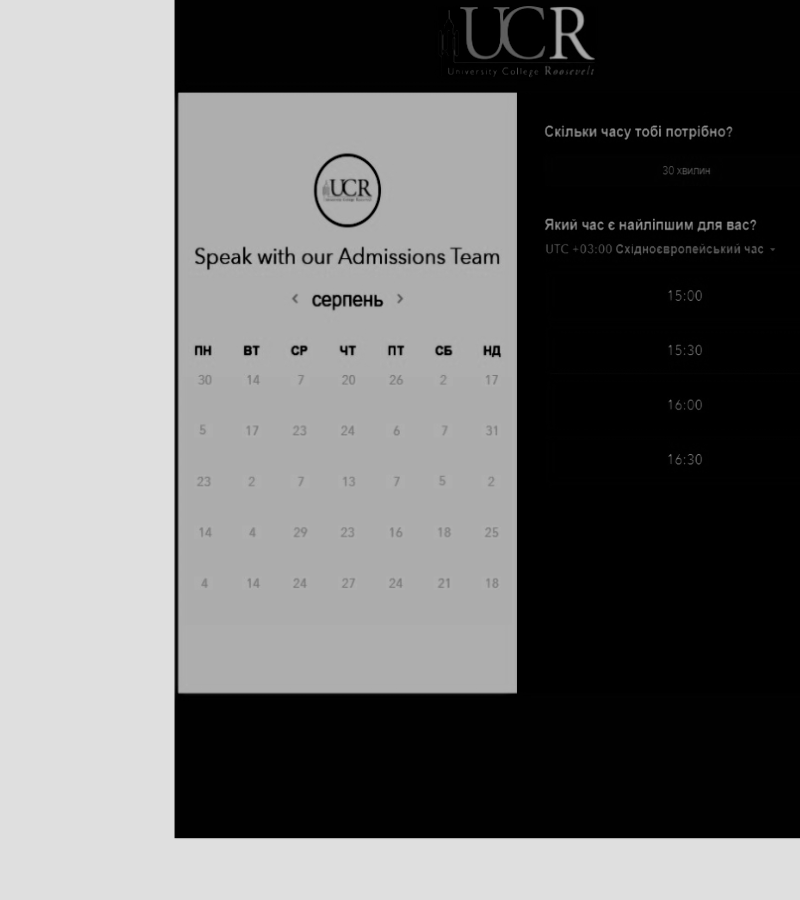 UCR
University College Roosevelt
UCR
Speak with our Admissions Team
‹ серпень ›
ПН ВТ СР ЧТ ПТ СБ НД
30 14 7 20 26 2 17
5 17 23 24 6 7 31
23 2 7 13 7 5 2
14 4 29 23 16 18 25
4 14 24 27 24 21 18
Скільки часу тобі потрібно?
30 хвилин
Який час є найліпшим для вас?
UTC +03:00 Східноєвропейський час
15:00
15:30
16:00
16:30